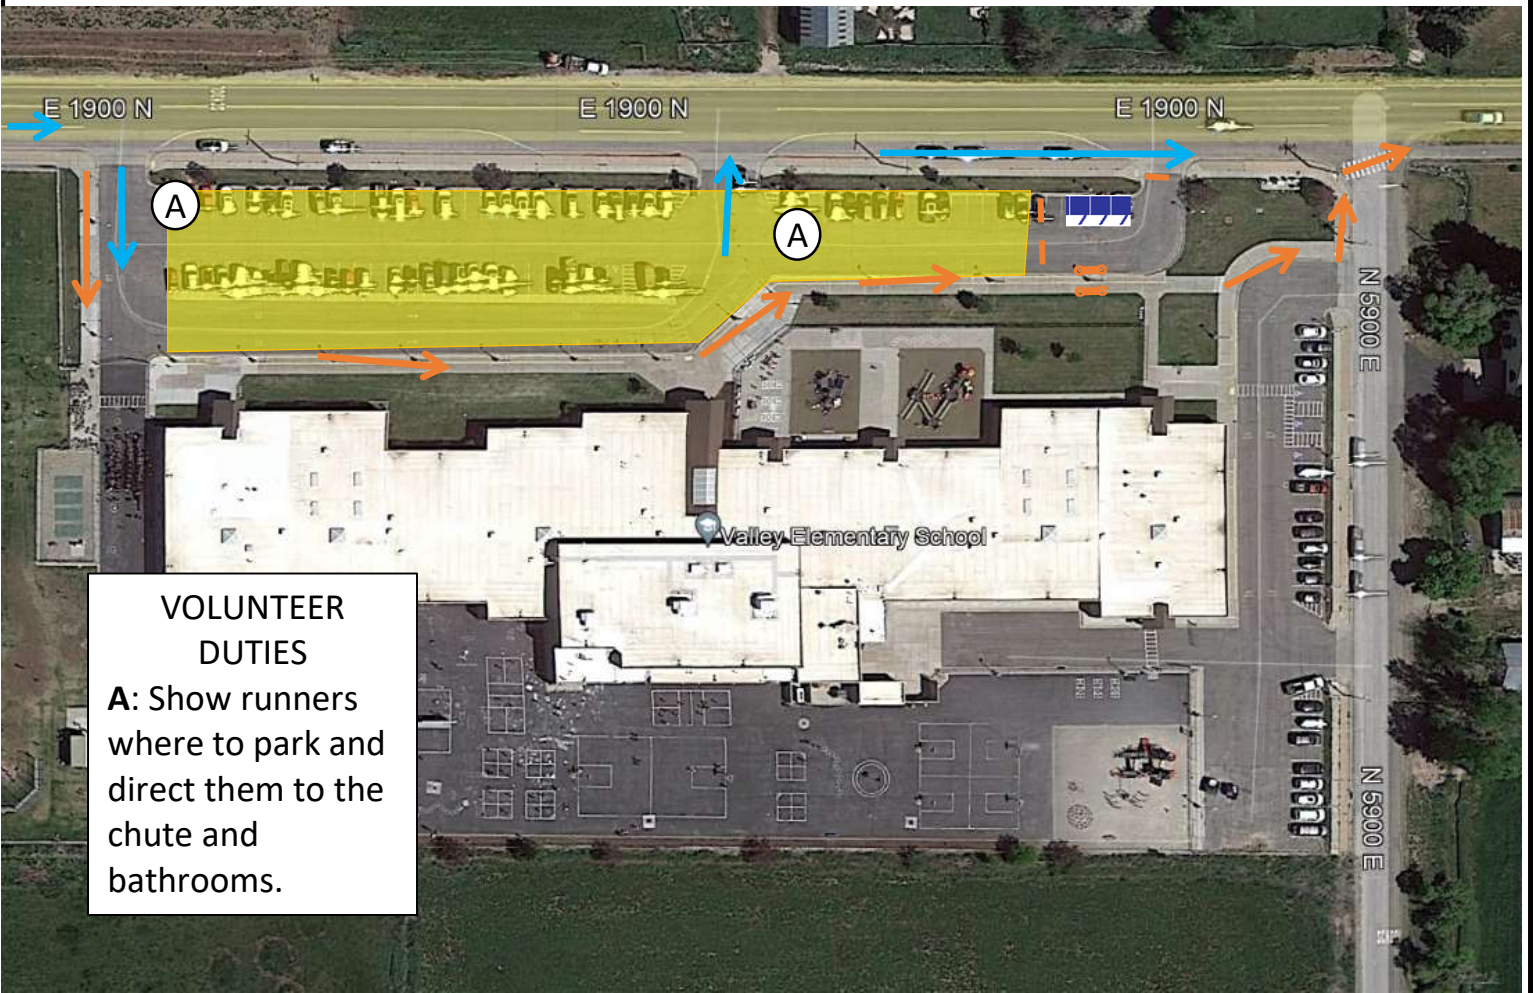 E 1900 N
E 1900 N
E 1900 N
A
A
N 5900 E
Valley Elementary School
VOLUNTEER
DUTIES
A: Show runners
where to park and
direct them to the
chute and
bathrooms.
N 5900 E